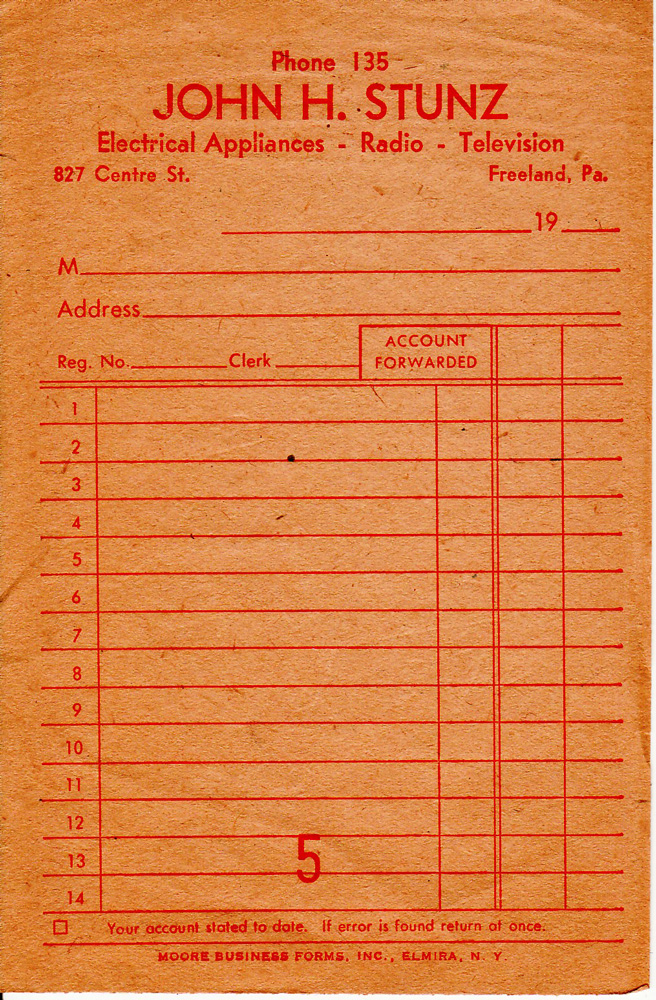 Phone 135
JOHN H. STUNZ
Electrical Appliances - Radio - Television
827 Centre St. Freeland, Pa.
19
M
Address
Reg. No. Clerk ACCOUNT FORWARDED
1
2
3
4
5
6
7
8
9
10
11
12
5
13
14
Your account stated to date. If error is found return at once.
MOORE BUSINESS FORMS, INC., ELMIRA, N. Y.